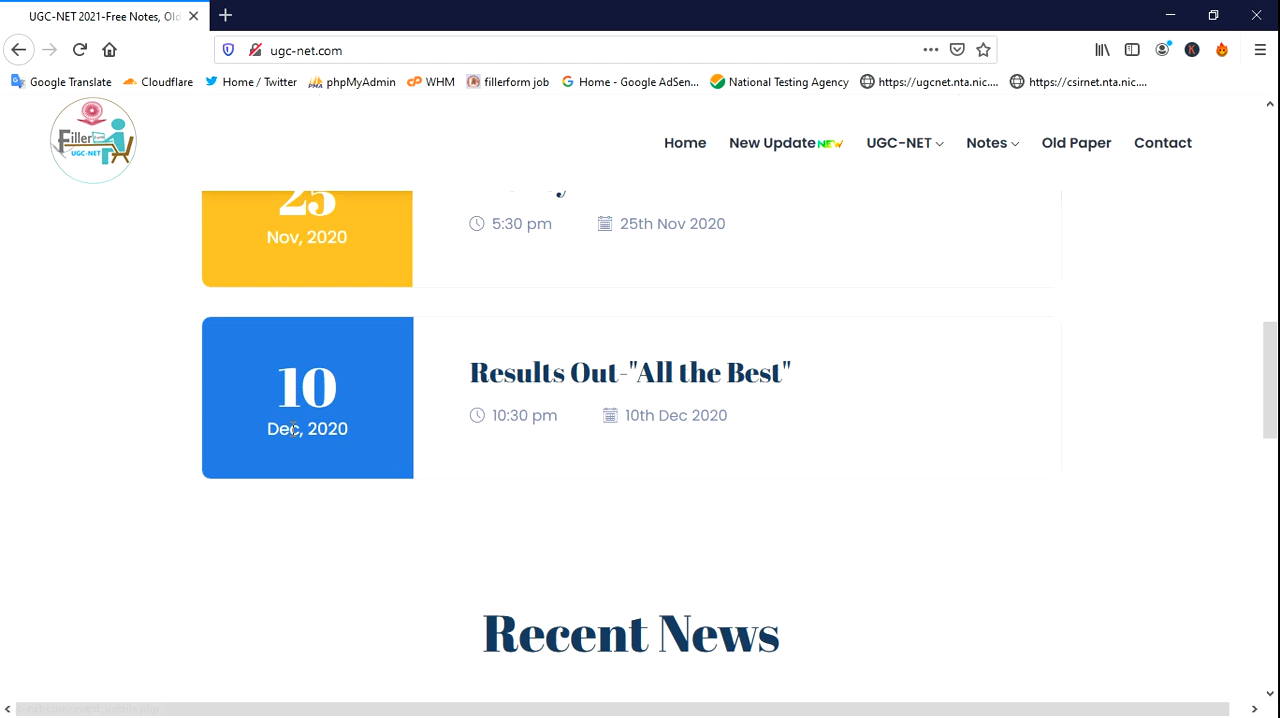 UGC-NET 2021-Free Notes, Old
ugc-net.com
Google Translate Cloudflare Home / Twitter phpMyAdmin WHM fillerform job Home - Google AdSen... National Testing Agency https://ugcnet.nta.nic.... https://csirnet.nta.nic....
Filler
UGC-NET
Home New Update NEW UGC-NET Notes Old Paper Contact
25
Nov, 2020
5:30 pm 25th Nov 2020
10
Dec, 2020
Results Out-"All the Best"
10:30 pm 10th Dec 2020
Recent News